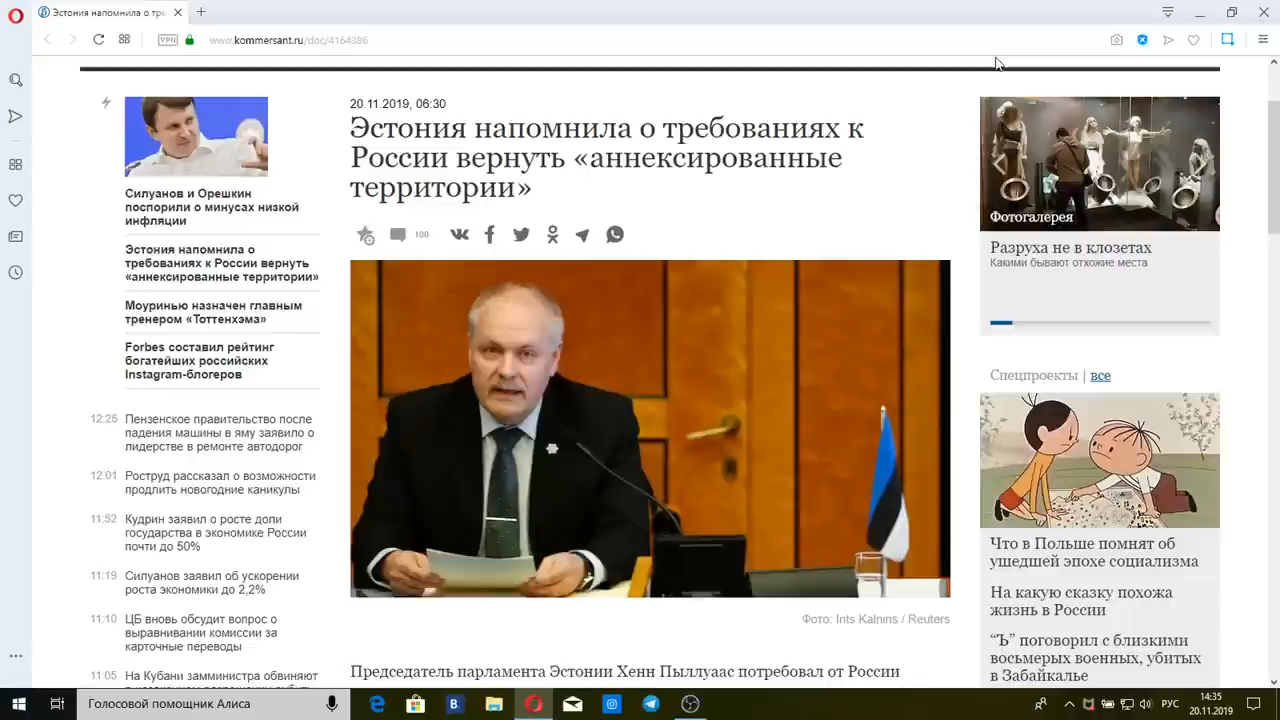 Эстония напомнила о тре
VPN
www.kommersant.ru/doc/4164386
Силуанов и Орешкин
поспорили о минусах низкой
инфляции
Эстония напомнила о
требованиях к России вернуть
«аннексированные территории»
Моуринью назначен главным
тренером «Тоттенхэма»
Forbes составил рейтинг
богатейших российских
Instagram-блогеров
12:25 Пензенское правительство после
падения машины в яму заявило о
лидерстве в ремонте автодорог
12:01 Роструд рассказал о возможности
продлить новогодние каникулы
11:52 Кудрин заявил о росте доли
государства в экономике России
почти до 50%
11:19 Силуанов заявил об ускорении
роста экономики до 2,2%
11:10 ЦБ вновь обсудит вопрос о
выравнивании комиссии за
карточные переводы
11:05 На Кубани замминистра обвиняют
20.11.2019, 06:30
Эстония напомнила о требованиях к
России вернуть «аннексированные
территории»
100
Фото: Ints Kalnins / Reuters
Председатель парламента Эстонии Хенн Пыллуаас потребовал от России
Фотогалерея
Разруха не в клозетах
Какими бывают отхожие места
Спецпроекты | все
Что в Польше помнят об
ушедшей эпохе социализма
На какую сказку похожа
жизнь в России
“Ъ” поговорил с близкими
восьмерых военных, убитых
в Забайкалье
Голосовой помощник Алиса
РУС
14:35
20.11.2019